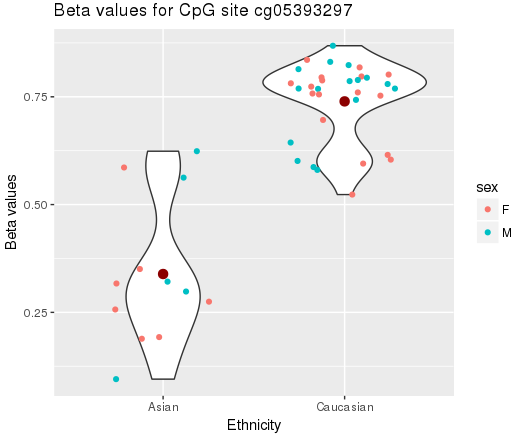 Beta values for CpG site cg05393297
Beta values
0.75
0.50
0.25
Asian
Caucasian
Ethnicity
sex
F
M